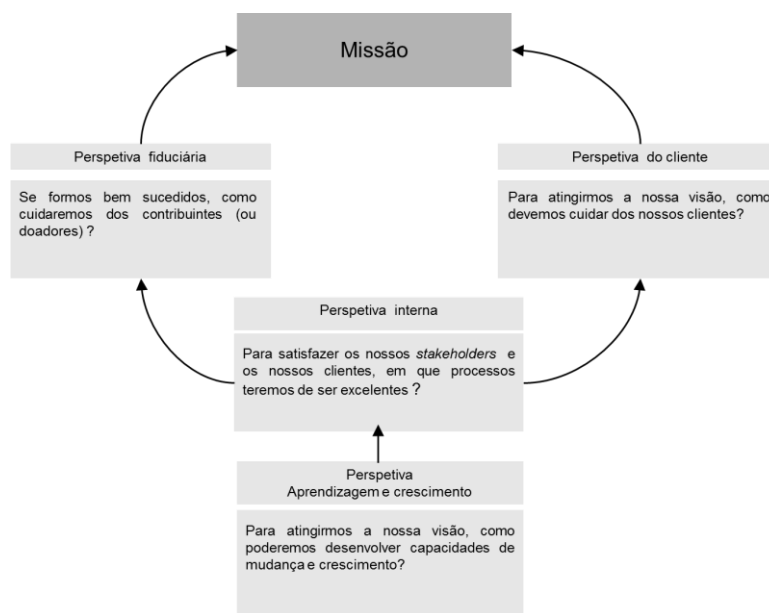 Missão
Perspetiva fiduciária
Se formos bem sucedidos, como
cuidaremos dos contribuintes (ou
doadores) ?
Perspetiva do cliente
Para atingirmos a nossa visão, como
devemos cuidar dos nossos clientes?
Perspetiva interna
Para satisfazer os nossos stakeholders e
os nossos clientes, em que processos
teremos de ser excelentes ?
Perspetiva
Aprendizagem e crescimento
Para atingirmos a nossa visão, como
poderemos desenvolver capacidades de
mudança e crescimento?